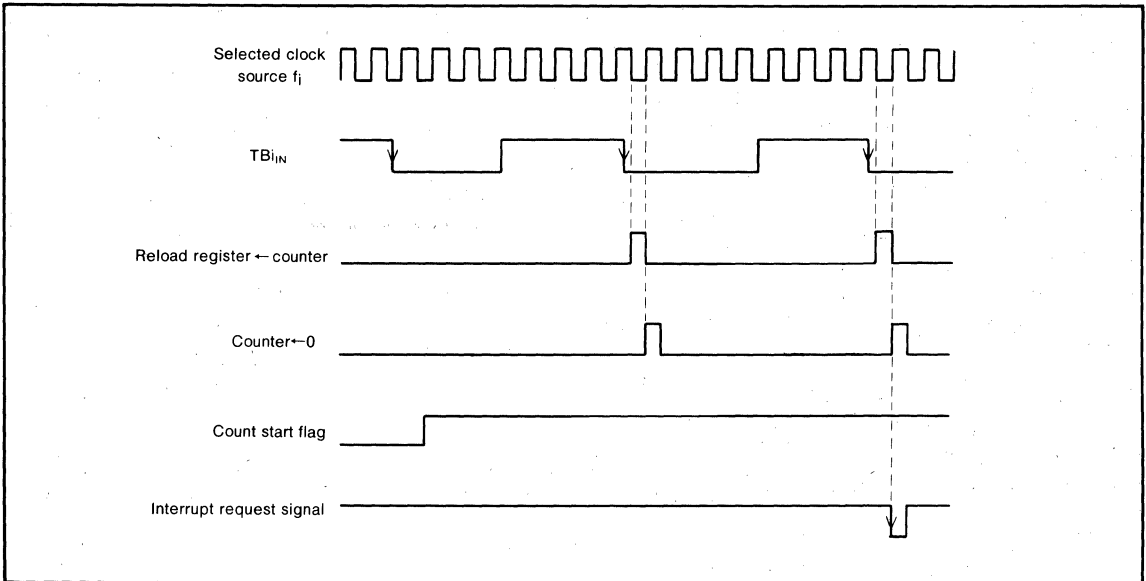 Selected clock
source fi
TBiIN
Reload register ← counter
Counter←0
Count start flag
Interrupt request signal